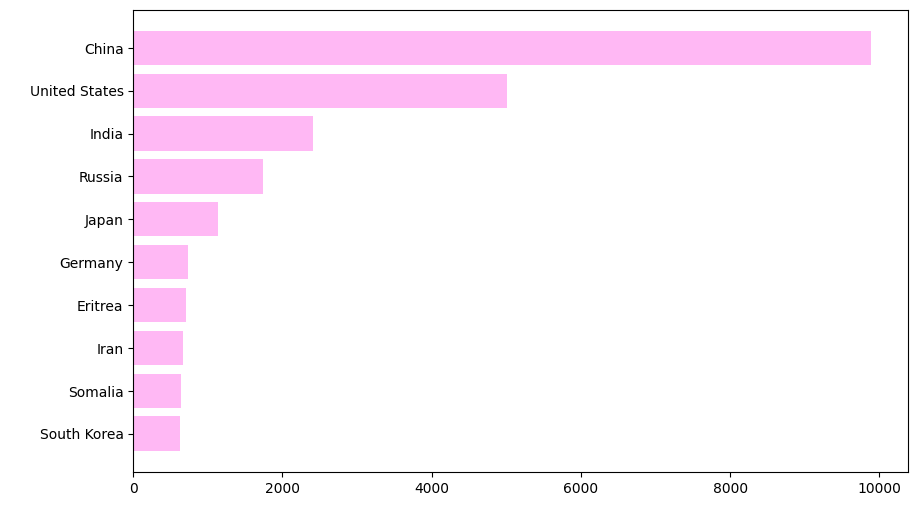 China
United States
India
Russia
Japan
Germany
Eritrea
Iran
Somalia
South Korea
0 2000 4000 6000 8000 10000